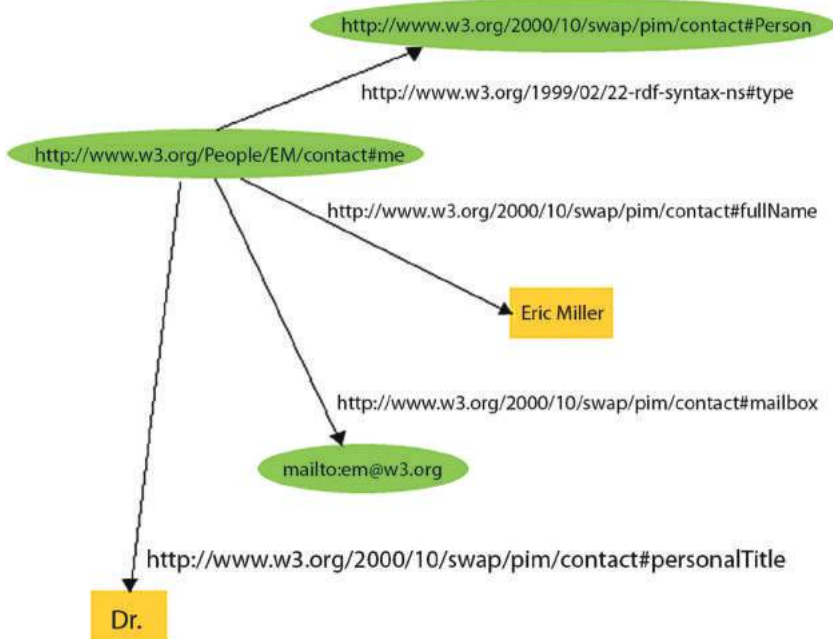 http://www.w3.org/2000/10/swap/pim/contact#Person
http://www.w3.org/1999/02/22-rdf-syntax-ns#type
http://www.w3.org/People/EM/contact#me
http://www.w3.org/2000/10/swap/pim/contact#fullName
Eric Miller
http://www.w3.org/2000/10/swap/pim/contact#mailbox
mailto:em@w3.org
http://www.w3.org/2000/10/swap/pim/contact#personalTitle
Dr.